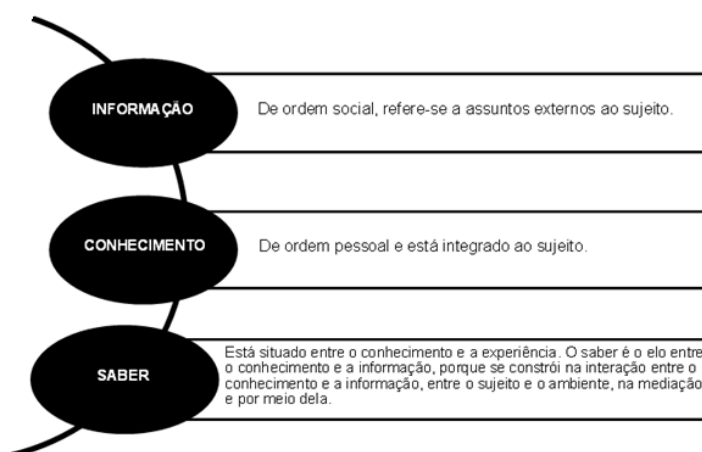 INFORMAÇÃO
De ordem social, refere-se a assuntos externos ao sujeito.
CONHECIMENTO
De ordem pessoal e está integrado ao sujeito.
SABER
Está situado entre o conhecimento e a experiência. O saber é o elo entre
o conhecimento e a informação, porque se constrói na interação entre o
conhecimento e a informação, entre o sujeito e o ambiente, na mediação
e por meio dela.